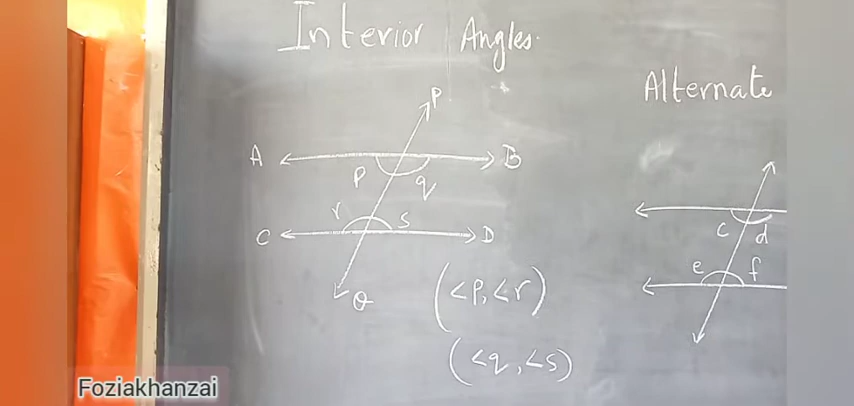 Interior Angles.
Alternate
P
A
B
p
q
r
s
C
D
Q
(<p, <r)
(<q, <s)
c
d
e
f
Foziakhanzai